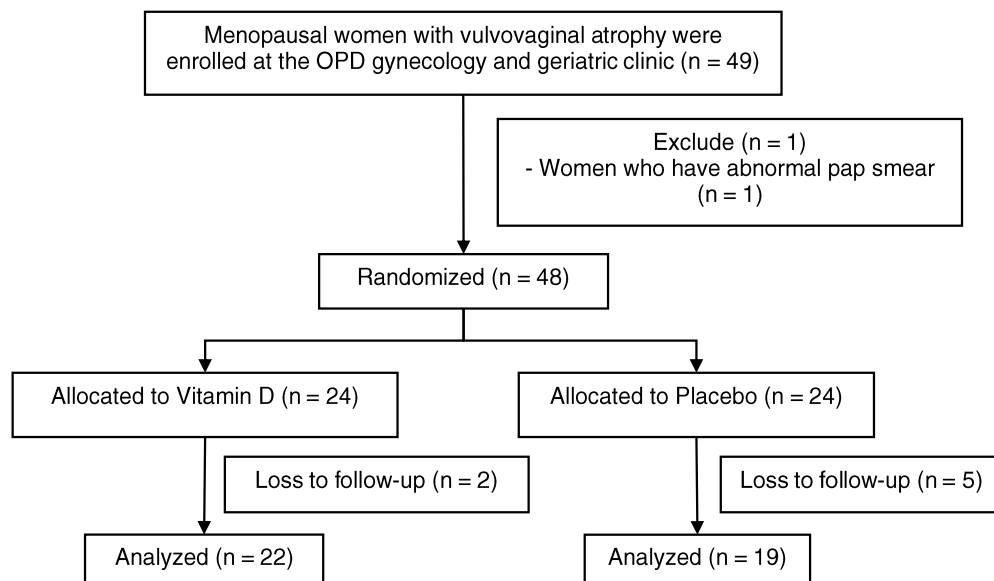 Menopausal women with vulvovaginal atrophy were
enrolled at the OPD gynecology and geriatric clinic (n = 49)
Exclude (n = 1)
- Women who have abnormal pap smear
(n = 1)
Randomized (n = 48)
Allocated to Vitamin D (n = 24)
Allocated to Placebo (n = 24)
Loss to follow-up (n = 2)
Loss to follow-up (n = 5)
Analyzed (n = 22)
Analyzed (n = 19)